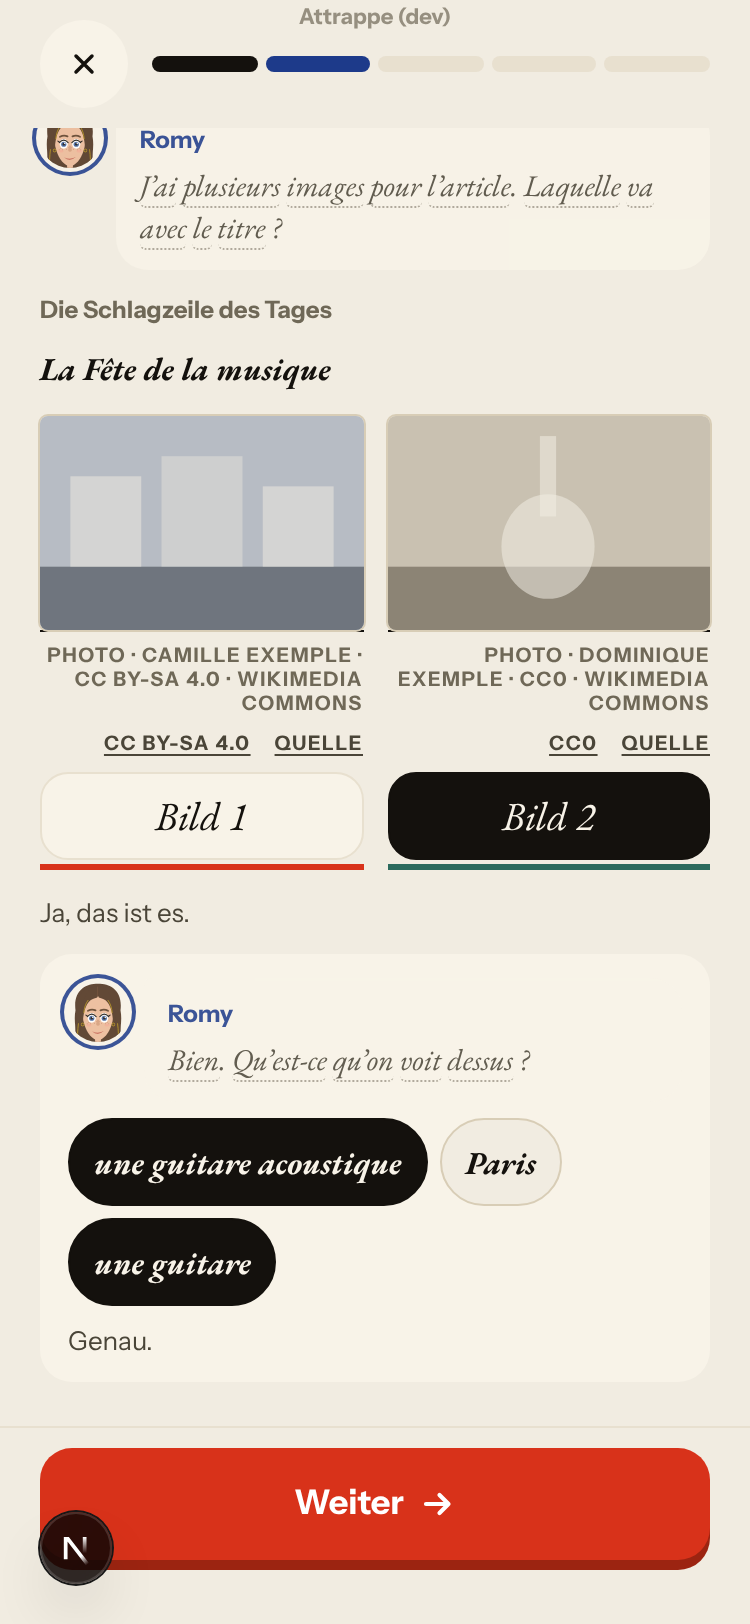 Attrappe (dev)
Romy
J’ai plusieurs images pour l’article. Laquelle va
avec le titre ?
Die Schlagzeile des Tages
La Fête de la musique
PHOTO · CAMILLE EXEMPLE ·
CC BY-SA 4.0 · WIKIMEDIA
COMMONS
CC BY-SA 4.0 QUELLE
PHOTO · DOMINIQUE
EXEMPLE · CC0 · WIKIMEDIA
COMMONS
CC0 QUELLE
Bild 1
Bild 2
Ja, das ist es.
Romy
Bien. Qu’est-ce qu’on voit dessus ?
une guitare acoustique
Paris
une guitare
Genau.
Weiter →
N